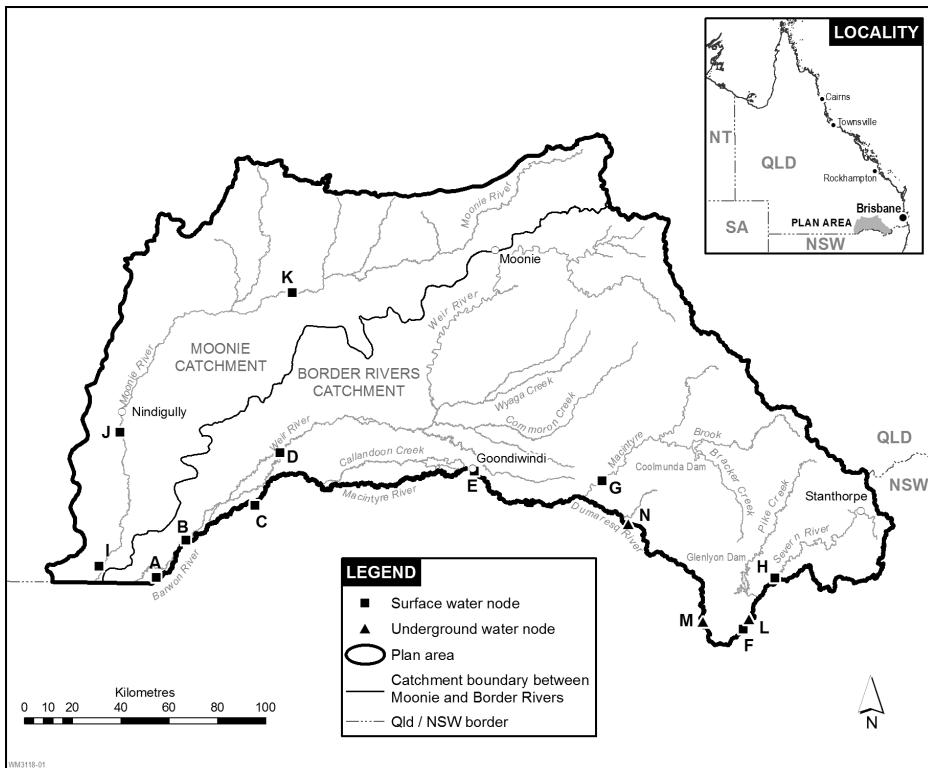 LOCALITY
Cairns
Townsville
NT
QLD
Rockhampton
Brisbane
SA
PLAN AREA
NSW
Moonie River
Moonie
K
Weir River
MOONIE
CATCHMENT
BORDER RIVERS
CATCHMENT
Moonie River
Nindigully
J
Wyaga Creek
Commoron Creek
Weir River
D
Callandoon Creek
Goondiwindi
E
Macintyre River
C
Macintyre
Brook
Coolmunda Dam
Bracker Creek
Pike Creek
QLD
NSW
Stanthorpe
G
N
Dumaresq River
Glenlyon Dam
Severn River
H
B
I
A
Barwon River
M
L
F
LEGEND
Surface water node
Underground water node
Plan area
Catchment boundary between
Moonie and Border Rivers
Qld / NSW border
Kilometres
0 10 20 40 60 80 100
N
WM3118-01